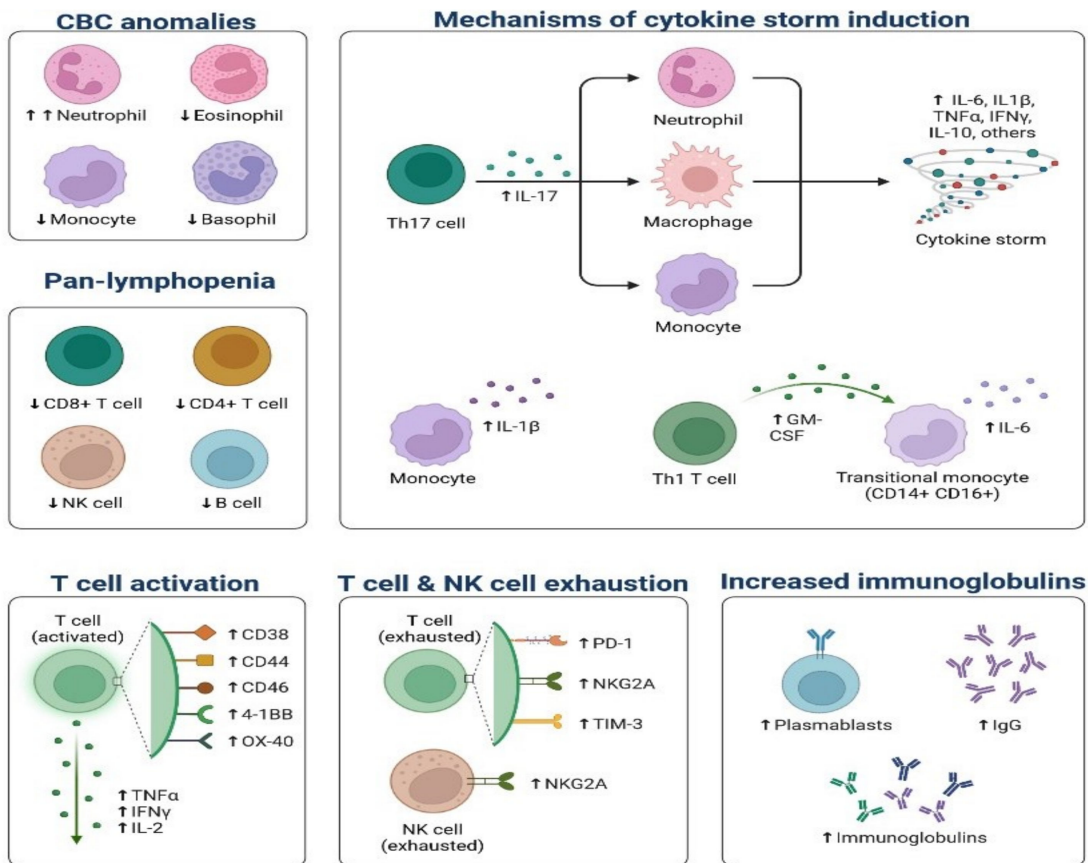 CBC anomalies
↑ ↑ Neutrophil
↓ Eosinophil
↓ Monocyte
↓ Basophil
Pan-lymphopenia
↓ CD8+ T cell
↓ CD4+ T cell
↓ NK cell
↓ B cell
Mechanisms of cytokine storm induction
Th17 cell
↑ IL-17
Neutrophil
Macrophage
Monocyte
↑ IL-6, IL1β,
TNFα, IFNγ,
IL-10, others
Cytokine storm
Monocyte
↑ IL-1β
Th1 T cell
↑ GM-
CSF
Transitional monocyte
(CD14+ CD16+)
↑ IL-6
T cell activation
T cell
(activated)
↑ CD38
↑ CD44
↑ CD46
↑ 4-1BB
↑ OX-40
↑ TNFα
↑ IFNγ
↑ IL-2
T cell & NK cell exhaustion
T cell
(exhausted)
↑ PD-1
↑ NKG2A
↑ TIM-3
↑ NKG2A
NK cell
(exhausted)
Increased immunoglobulins
↑ Plasmablasts
↑ IgG
↑ Immunoglobulins